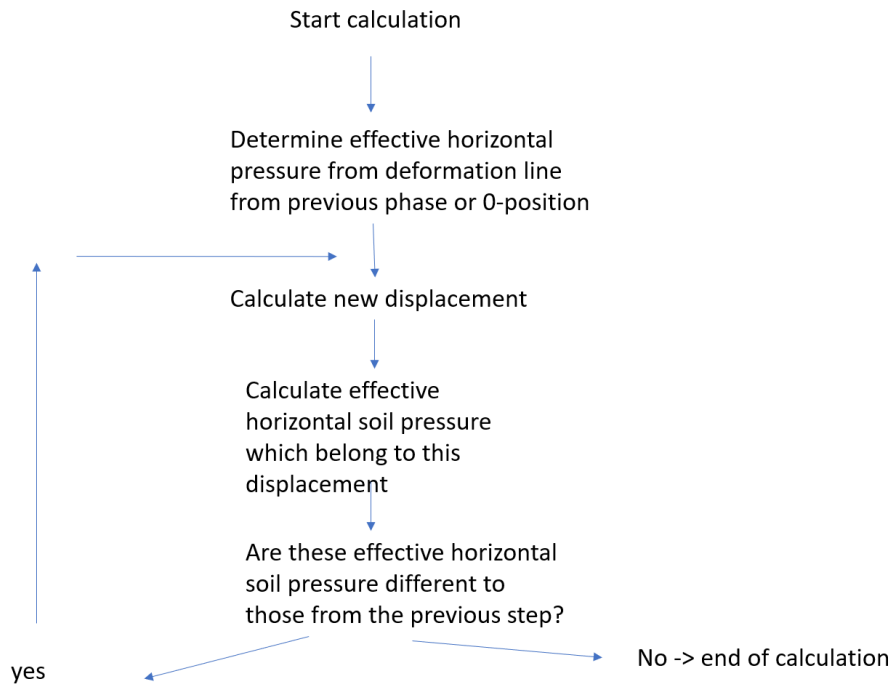 Start calculation
Determine effective horizontal
pressure from deformation line
from previous phase or 0-position
Calculate new displacement
Calculate effective
horizontal soil pressure
which belong to this
displacement
Are these effective horizontal
soil pressure different to
those from the previous step?
yes
No -> end of calculation